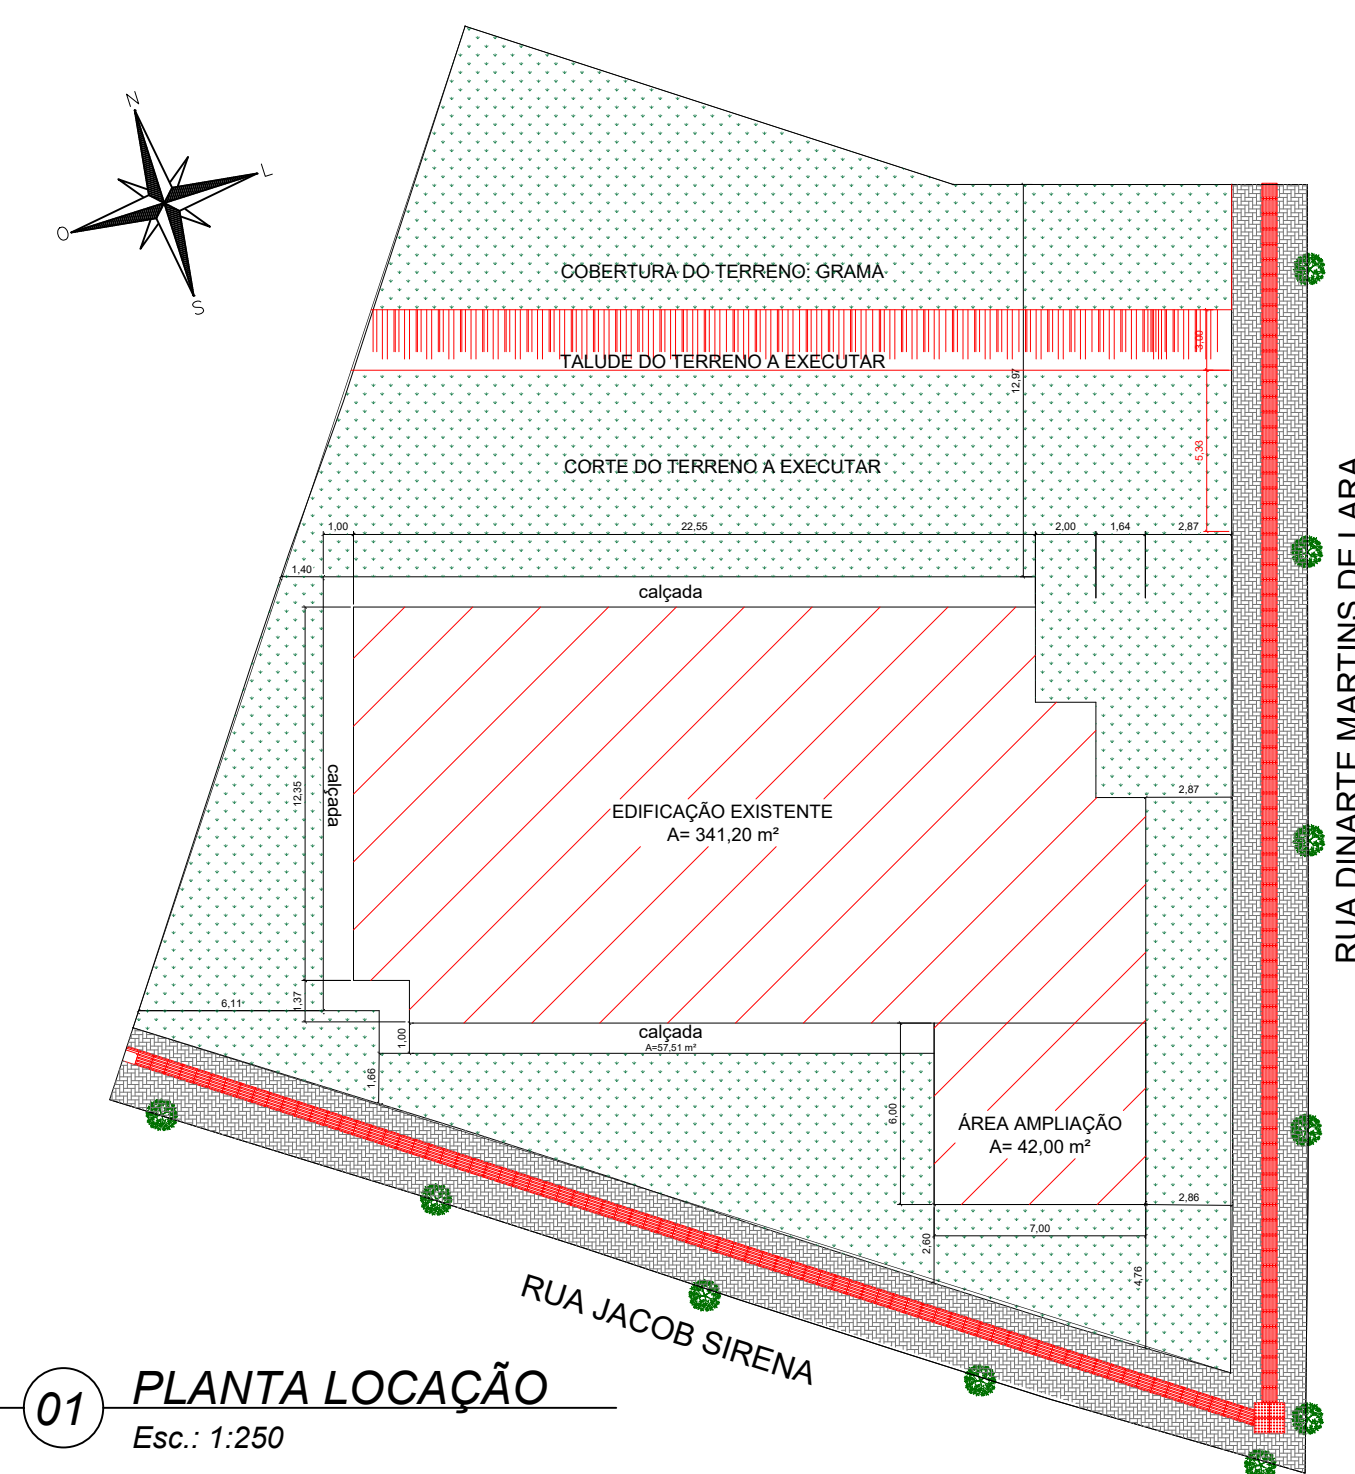 N
L
O
S
COBERTURA DO TERRENO: GRAMA
TALUDE DO TERRENO A EXECUTAR
3,00
12,97
5,33
CORTE DO TERRENO A EXECUTAR
1,00
22,55
2,00
1,64
2,87
1,40
calçada
calçada
12,35
EDIFICAÇÃO EXISTENTE
A= 341,20 m²
2,87
RUA DINARTE MARTINS DE LARA
6,11
1,37
1,00
calçada
A=57,51 m²
1,66
6,00
ÁREA AMPLIAÇÃO
A= 42,00 m²
2,86
7,00
2,60
4,76
RUA JACOB SIRENA
01
PLANTA LOCAÇÃO
Esc.: 1:250